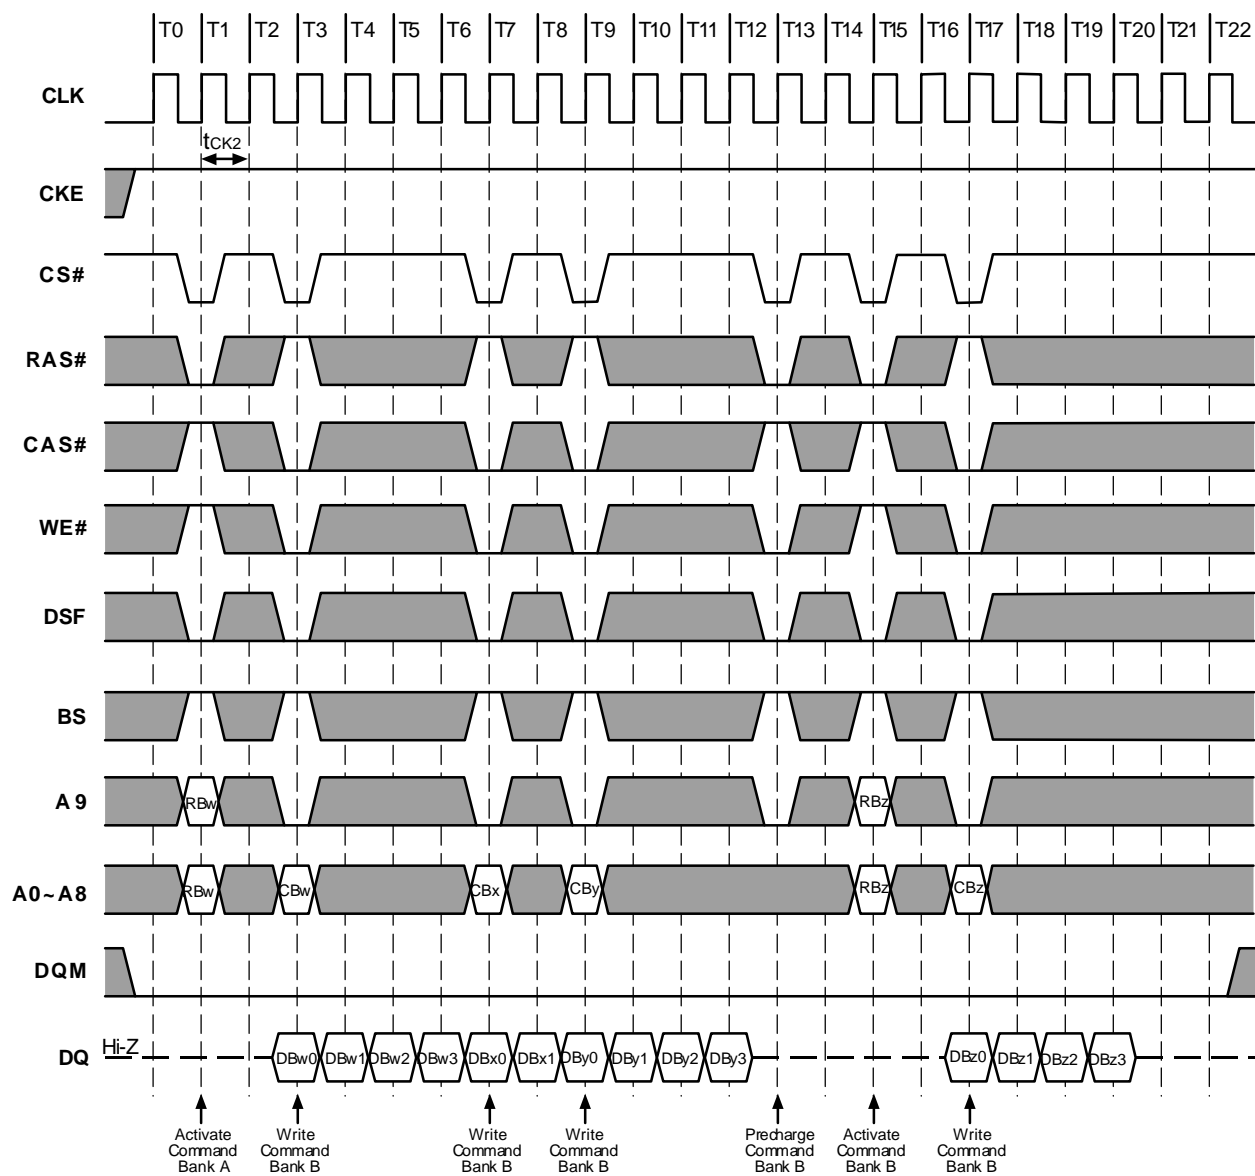 T0 T1 T2 T3 T4 T5 T6 T7 T8 T9 T10 T11 T12 T13 T14 T15 T16 T17 T18 T19 T20 T21 T22
CLK
tCK2
CKE
CS#
RAS#
CAS#
WE#
DSF
BS
A9 RBw RBz
A0~A8 RBw CBw CBx CBy RBz CBz
DQM
DQ Hi-Z DBw0 DBw1 DBw2 DBw3 DBx0 DBx1 DBy0 DBy1 DBy2 DBy3 DBz0 DBz1 DBz2 DBz3
Activate Write Write Write Precharge Activate Write
Command Command Command Command Command Command Command
Bank A Bank B Bank B Bank B Bank B Bank B Bank B